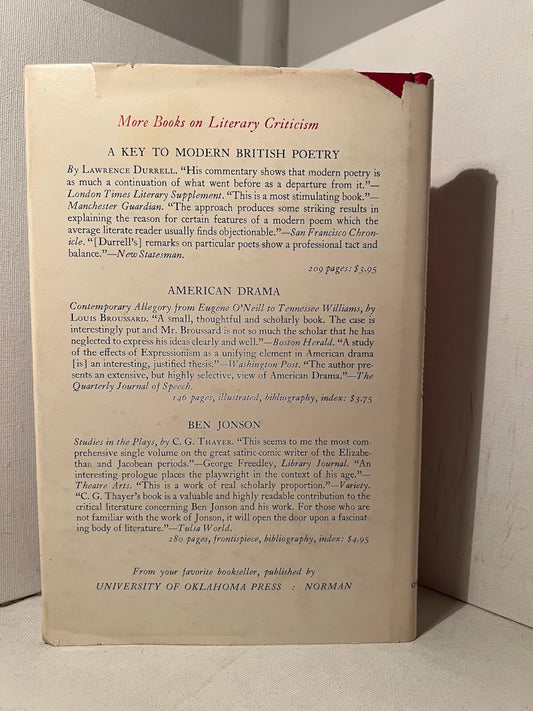 More Books on Literary Criticism
A KEY TO MODERN BRITISH POETRY
By LAWRENCE DURRELL. "His commentary shows that modern poetry is
as much a continuation of what went before as a departure from it."—
London Times Literary Supplement. "This is a most stimulating book."—
Manchester Guardian. "The approach produces some striking results in
explaining the reason for certain features of a modern poem which the
average literate reader usually finds objectionable."—San Francisco Chron-
icle. "[Durrell's] remarks on particular poets show a professional tact and
balance."—New Statesman.
209 pages: $3.95
AMERICAN DRAMA
Contemporary Allegory from Eugene O'Neill to Tennessee Williams, by
LOUIS BROUSSARD. "A small, thoughtful and scholarly book. The case is
interestingly put and Mr. Broussard is not so much the scholar that he has
neglected to express his ideas clearly and well."—Boston Herald. "A study
of the effects of Expressionism as a unifying element in American drama
[is] an interesting, justified thesis."—Washington Post. "The author pre-
sents an extensive, but highly selective, view of American Drama."—The
Quarterly Journal of Speech.
146 pages, illustrated, bibliography, index: $3.75
BEN JONSON
Studies in the Plays, by C. G. THAYER. "This seems to me the most com-
prehensive single volume on the great satiric-comic writer of the Elizabe-
than and Jacobean periods."—George Freedley, Library Journal. "An
interesting prologue places the playwright in the context of his age."—
Theatre Arts. "This is a work of real scholarly proportion."—Variety.
"C. G. Thayer's book is a valuable and highly readable contribution to the
critical literature concerning Ben Jonson and his work. For those who are
not familiar with the work of Jonson, it will open the door upon a fascinat-
ing body of literature."—Tulsa World.
280 pages, frontispiece, bibliography, index: $4.95
From your favorite bookseller, published by
UNIVERSITY OF OKLAHOMA PRESS : NORMAN